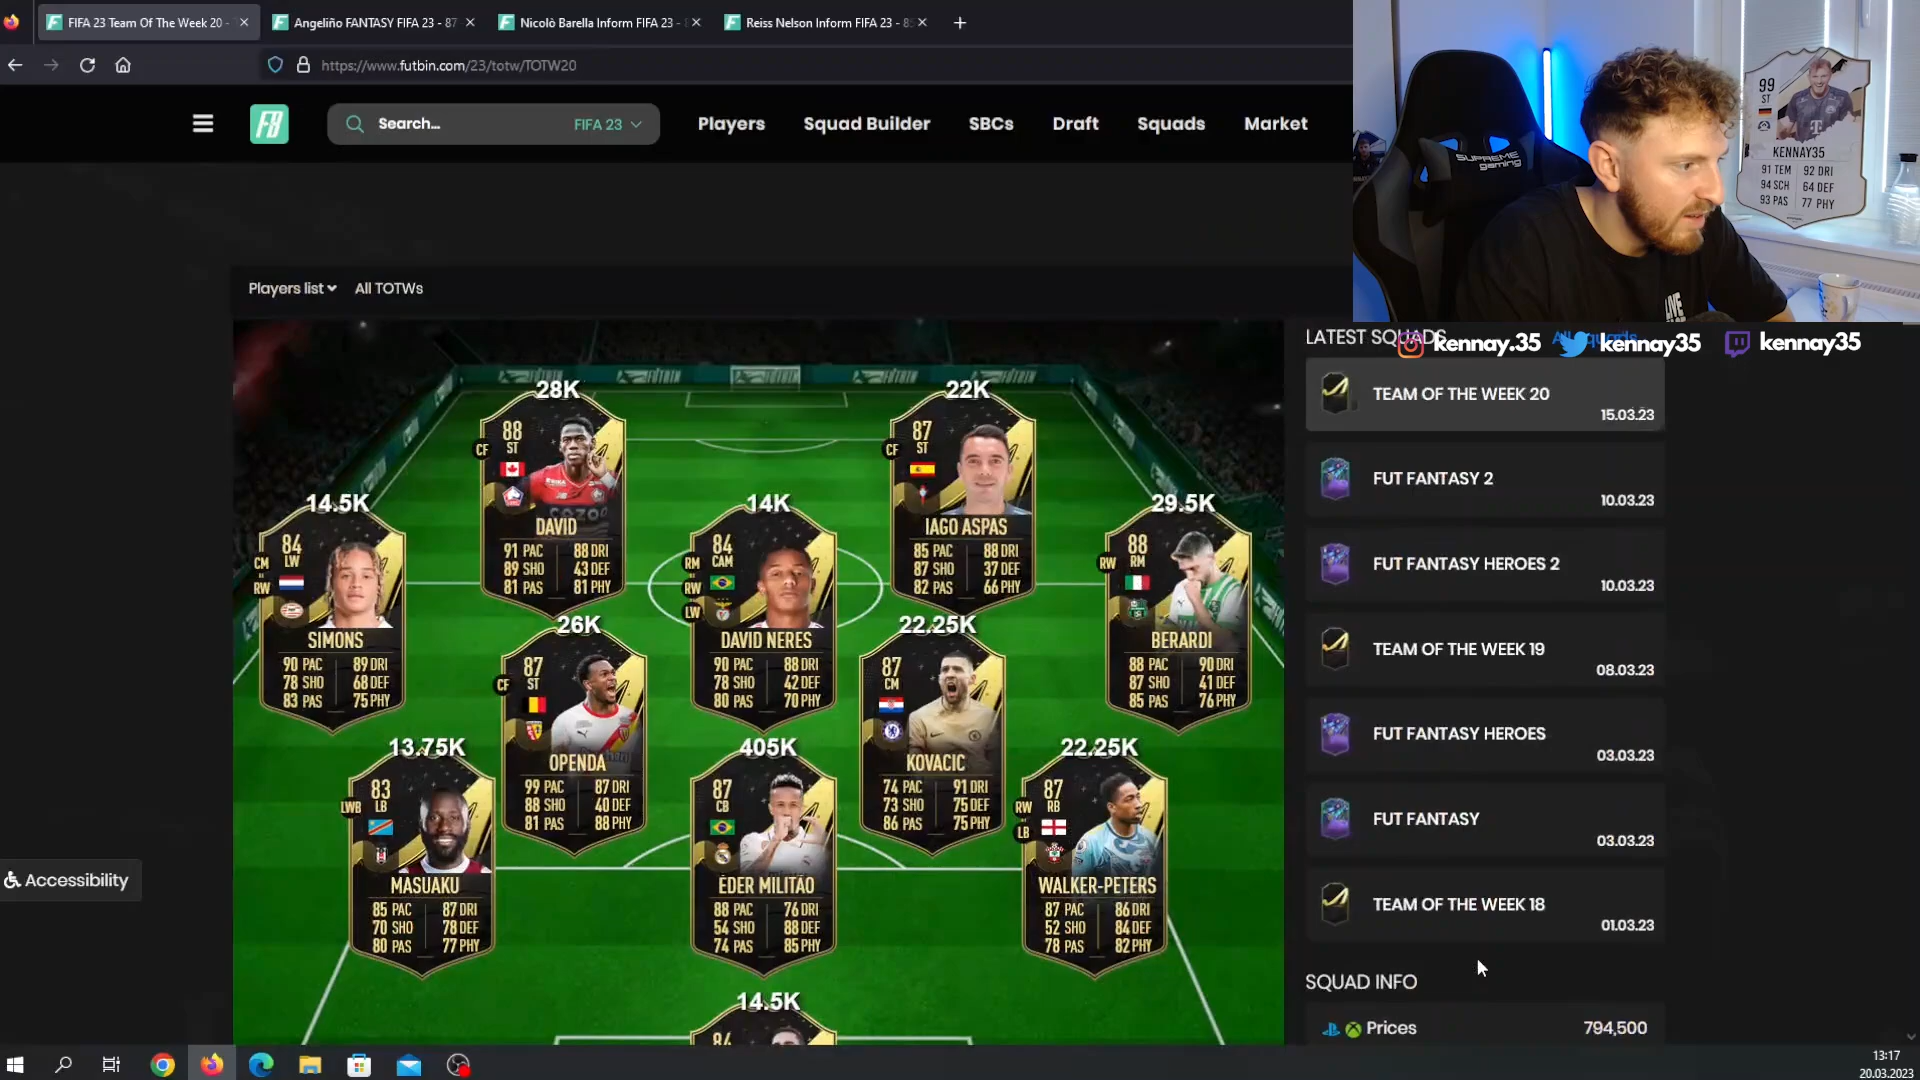 FIFA 23 Team Of The Week 20 -
Angeliño FANTASY FIFA 23 - 87
Nicolò Barella Inform FIFA 23 - 8
Reiss Nelson Inform FIFA 23 - 85
https://www.futbin.com/23/totw/TOTW20
FB
Search...
FIFA 23
Players
Squad Builder
SBCs
Draft
Squads
Market
SUPREME
gaming
99
ST
KENNAY35
91 TEM 92 DRI
94 SCH 64 DEF
93 PAS 77 PHY
Players list
All TOTWs
kennay.35
kennay35
kennay35
28K
88
ST
CF
DAVID
91 PAC 88 DRI
89 SHO 43 DEF
81 PAS 81 PHY
22K
87
ST
CF
IAGO ASPAS
85 PAC 88 DRI
87 SHO 37 DEF
82 PAS 66 PHY
14.5K
84
LW
CM
RW
SIMONS
90 PAC 89 DRI
78 SHO 68 DEF
83 PAS 75 PHY
14K
84
CAM
RM
RW
LW
DAVID NERES
90 PAC 88 DRI
78 SHO 42 DEF
80 PAS 70 PHY
29.5K
88
RM
RW
BERARDI
88 PAC 90 DRI
87 SHO 41 DEF
85 PAS 76 PHY
26K
87
ST
CF
OPENDA
99 PAC 87 DRI
88 SHO 40 DEF
81 PAS 88 PHY
22.25K
87
CM
KOVACIC
74 PAC 91 DRI
73 SHO 75 DEF
86 PAS 75 PHY
13.75K
83
LB
LWB
MASUAKU
85 PAC 87 DRI
70 SHO 78 DEF
80 PAS 77 PHY
405K
87
CB
ÉDER MILITÃO
88 PAC 76 DRI
54 SHO 88 DEF
74 PAS 85 PHY
22.25K
87
RB
RW
LB
WALKER-PETERS
87 PAC 86 DRI
52 SHO 84 DEF
78 PAS 82 PHY
14.5K
84
LATEST SQUADS
TEAM OF THE WEEK 20
15.03.23
FUT FANTASY 2
10.03.23
FUT FANTASY HEROES 2
10.03.23
TEAM OF THE WEEK 19
08.03.23
FUT FANTASY HEROES
03.03.23
FUT FANTASY
03.03.23
TEAM OF THE WEEK 18
01.03.23
SQUAD INFO
Prices
794,500
Accessibility
13:17
20.03.2023